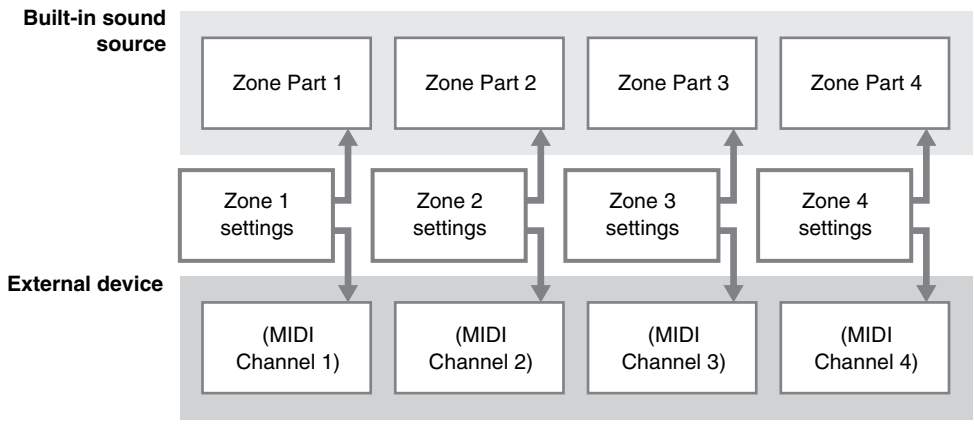 Built-in sound
source
Zone Part 1
Zone Part 2
Zone Part 3
Zone Part 4
Zone 1
settings
Zone 2
settings
Zone 3
settings
Zone 4
settings
External device
(MIDI
Channel 1)
(MIDI
Channel 2)
(MIDI
Channel 3)
(MIDI
Channel 4)